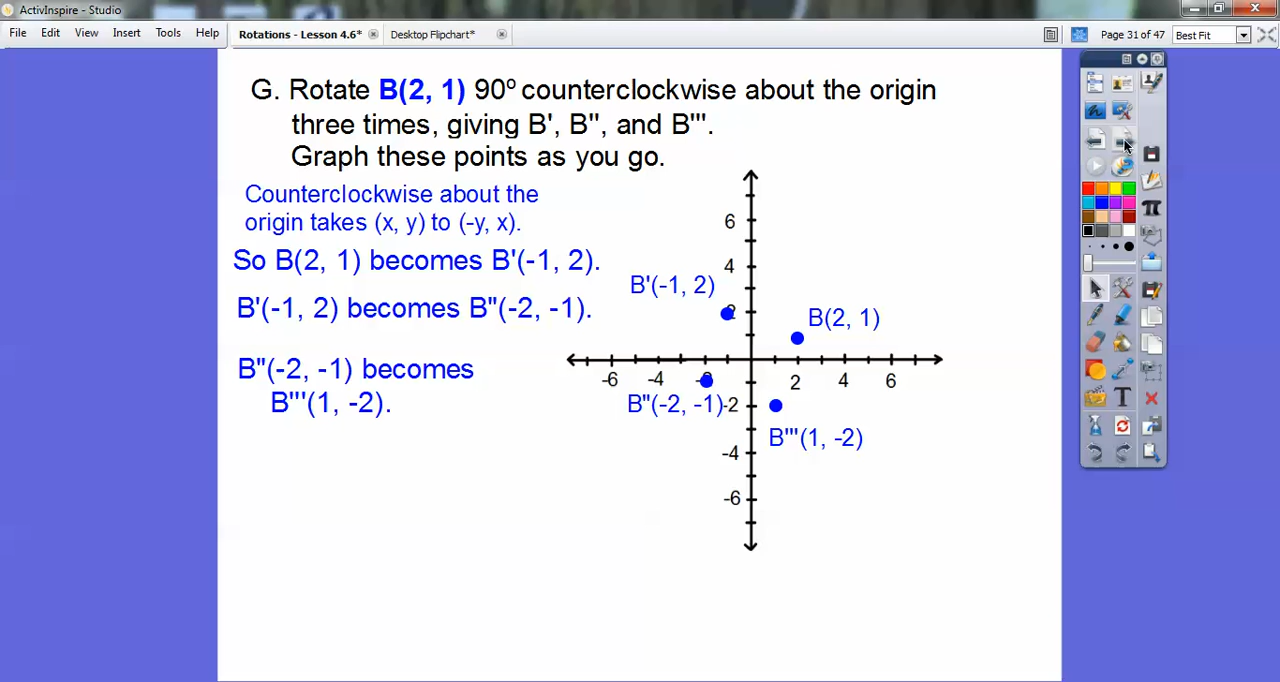 ActivInspire - Studio
File Edit View Insert Tools Help
Rotations - Lesson 4.6*
Desktop Flipchart*
Page 31 of 47
Best Fit
G. Rotate B(2, 1) 90º counterclockwise about the origin
three times, giving B', B'', and B'''.
Graph these points as you go.
Counterclockwise about the
origin takes (x, y) to (-y, x).
So B(2, 1) becomes B'(-1, 2).
B'(-1, 2) becomes B''(-2, -1).
B''(-2, -1) becomes
B'''(1, -2).
6
4
B'(-1, 2)
2
B(2, 1)
-6 -4 -2 2 4 6
B''(-2, -1)
-2
B'''(1, -2)
-4
-6